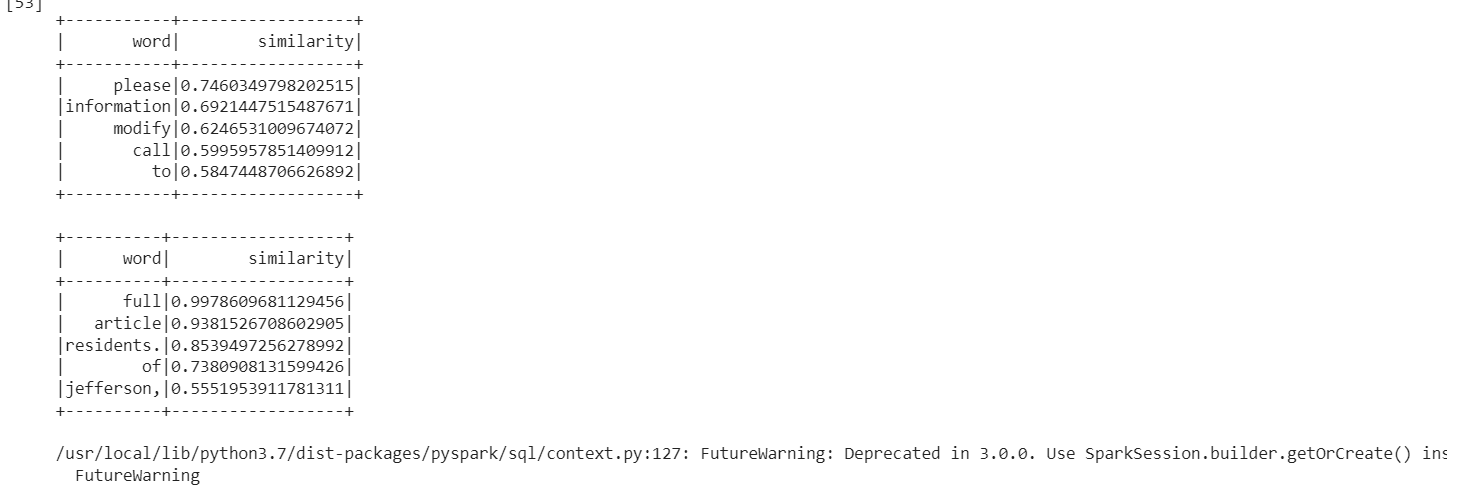 [53]
+-----------+------------------+
|       word|        similarity|
+-----------+------------------+
|     please|0.7460349798202515|
|information|0.6921447515487671|
|     modify|0.6246531009674072|
|       call|0.5995957851409912|
|         to|0.5847448706626892|
+-----------+------------------+
+----------+------------------+
|      word|        similarity|
+----------+------------------+
|      full|0.9978609681129456|
|   article|0.9381526708602905|
|residents.|0.8539497256278992|
|        of|0.7380908131599426|
|jefferson,|0.5551953911781311|
+----------+------------------+
/usr/local/lib/python3.7/dist-packages/pyspark/sql/context.py:127: FutureWarning: Deprecated in 3.0.0. Use SparkSession.builder.getOrCreate() ins
  FutureWarning